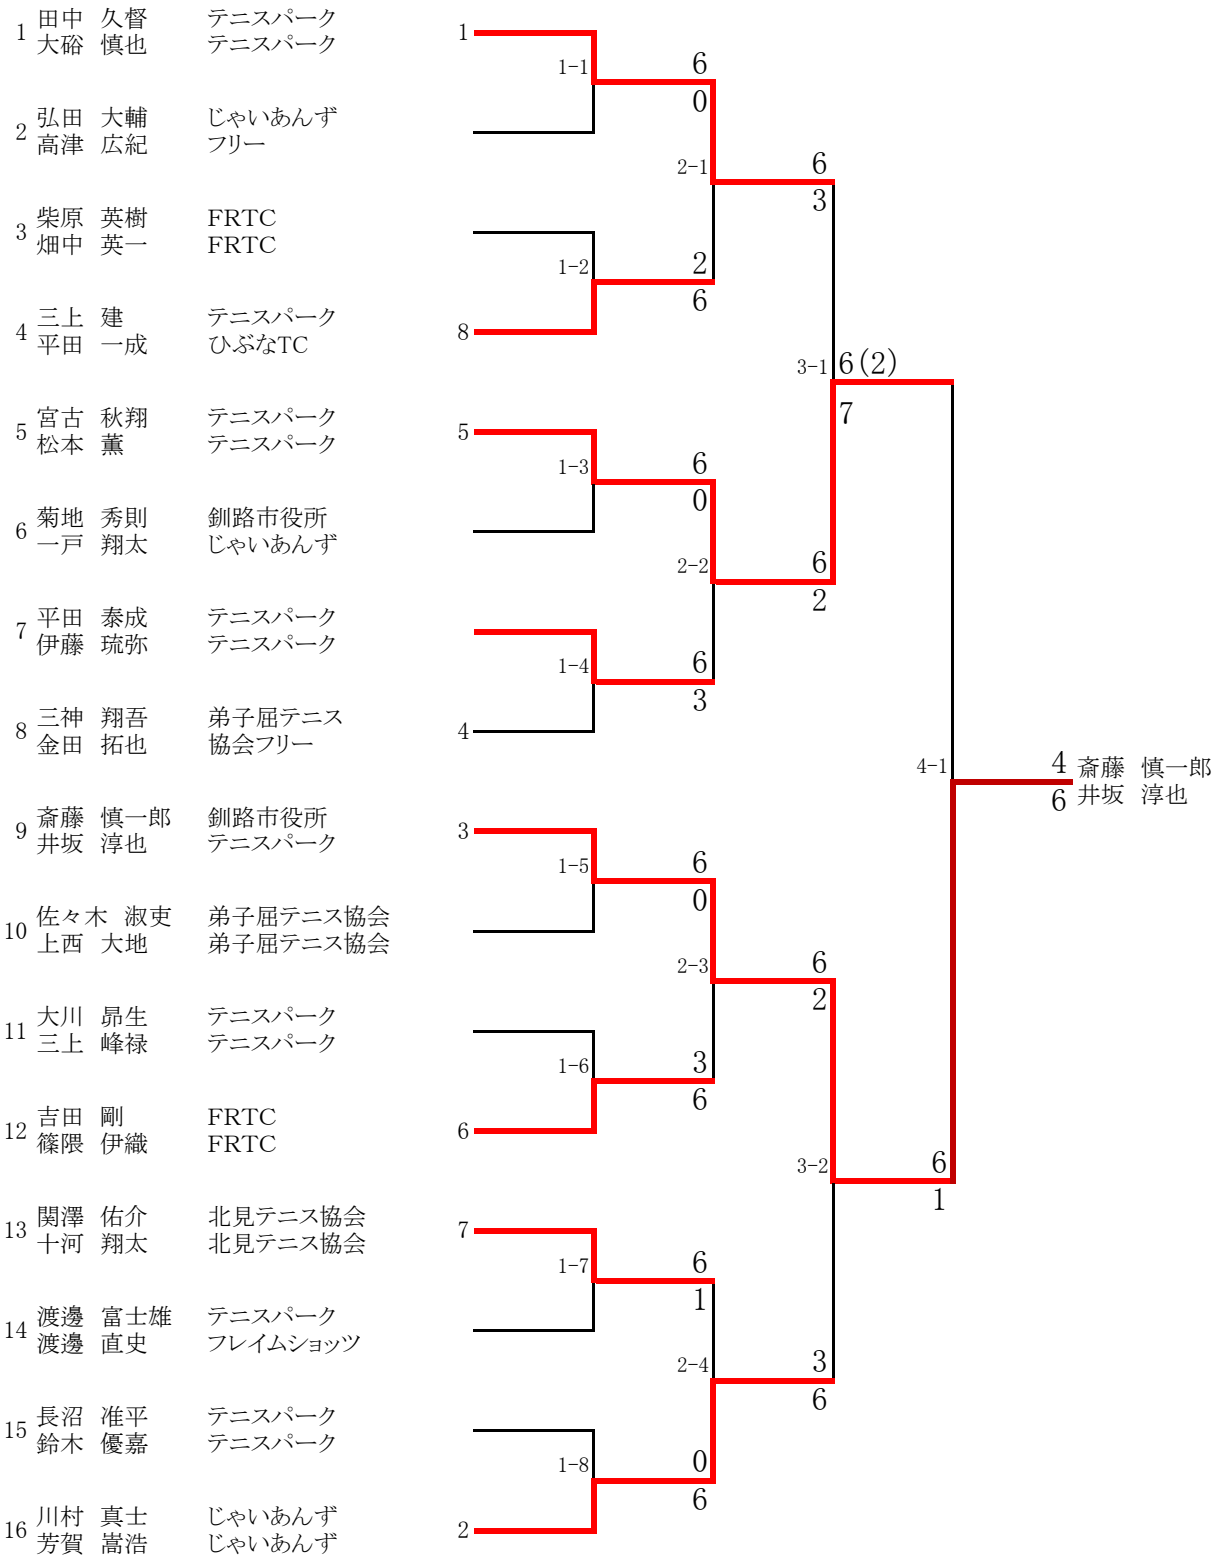 1 田中 久督 テニスパーク 1
大硲 慎也 テニスパーク
1-1 6
0
2 弘田 大輔 じゃいあんず
高津 広紀 フリー
2-1 6
3
3 柴原 英樹 FRTC
畑中 英一 FRTC
1-2 2
6
4 三上 建 テニスパーク 8
平田 一成 ひぶなTC
3-1 6(2)
7
5 宮古 秋翔 テニスパーク 5
松本 薫 テニスパーク
1-3 6
0
6 菊地 秀則 釧路市役所
一戸 翔太 じゃいあんず
2-2 6
2
7 平田 泰成 テニスパーク
伊藤 琉弥 テニスパーク
1-4 6
3
8 三神 翔吾 弟子屈テニス 4
金田 拓也 協会フリー
4-1 4 斎藤 慎一郎
6 井坂 淳也
9 斎藤 慎一郎 釧路市役所 3
井坂 淳也 テニスパーク
1-5 6
0
10 佐々木 淑吏 弟子屈テニス協会
上西 大地 弟子屈テニス協会
2-3 6
2
11 大川 昴生 テニスパーク
三上 峰禄 テニスパーク
1-6 3
6
12 吉田 剛 FRTC 6
篠隈 伊織 FRTC
3-2 6
1
13 関澤 佑介 北見テニス協会 7
十河 翔太 北見テニス協会
1-7 6
1
14 渡邊 富士雄 テニスパーク
渡邊 直史 フレイムショッツ
2-4 3
6
15 長沼 准平 テニスパーク
鈴木 優嘉 テニスパーク
1-8 0
6
16 川村 真士 じゃいあんず 2
芳賀 嵩浩 じゃいあんず